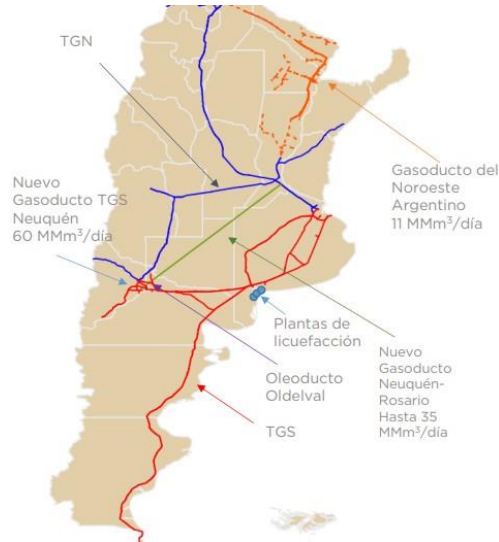 TGN
Nuevo
Gasoducto TGS
Neuquén
60 MMm³/día
Gasoducto del
Noroeste
Argentino
11 MMm³/día
Plantas de
licuefacción
Oleoducto
Oldelval
TGS
Nuevo
Gasoducto
Neuquén-
Rosario
Hasta 35
MMm³/día